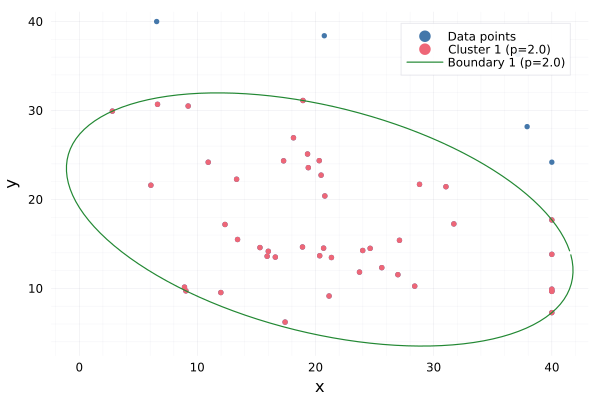 Data points
Cluster 1 (p=2.0)
Boundary 1 (p=2.0)
40
30
20
10
y
0 10 20 30 40
x